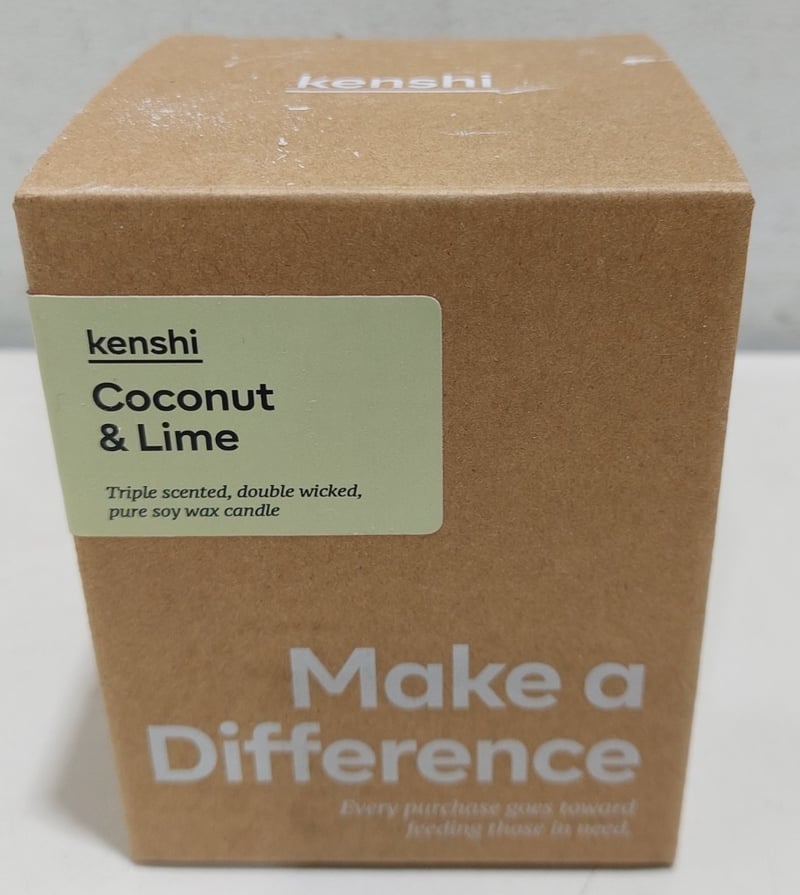 kenshi
kenshi
Coconut
& Lime
Triple scented, double wicked,
pure soy wax candle
Make a
Difference
Every purchase goes toward
feeding those in need.